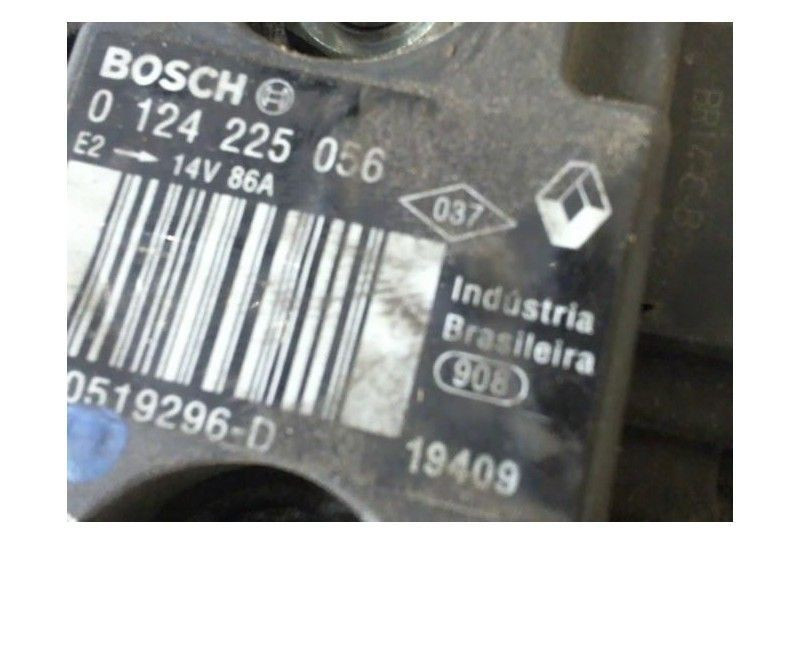 BOSCH
0 124 225 056
E2 → 14V 86A
037
Indústria
Brasileira
908
0519296-D
19409